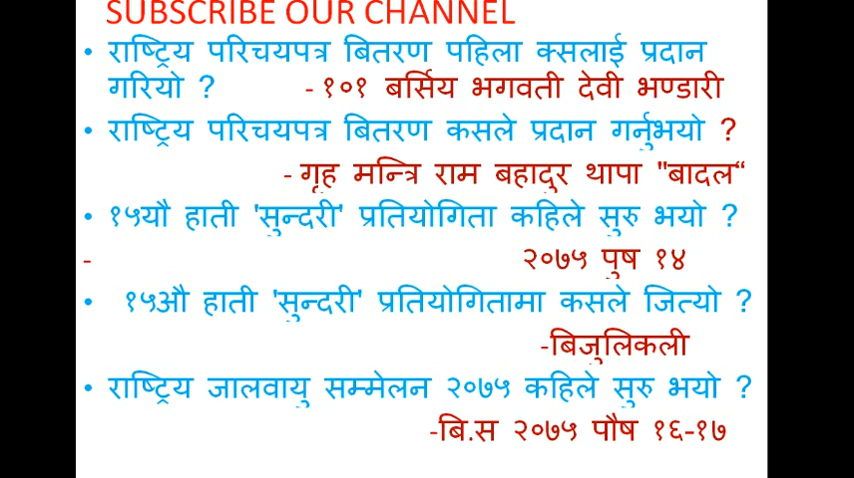 SUBSCRIBE OUR CHANNEL
• राष्ट्रिय परिचयपत्र बितरण पहिला क्सलाई प्रदान
गरियो ? - १०१ बर्सिय भगवती देवी भण्डारी
• राष्ट्रिय परिचयपत्र बितरण कसले प्रदान गर्नुभयो ?
- गृह मन्त्रि राम बहादुर थापा "बादल“
• १५यौ हाती 'सुन्दरी' प्रतियोगिता कहिले सुरु भयो ?
- २०७५ पुष १४
• १५औ हाती 'सुन्दरी' प्रतियोगितामा कसले जित्यो ?
-बिजुलिकली
• राष्ट्रिय जालवायु सम्मेलन २०७५ कहिले सुरु भयो ?
-बि.स २०७५ पौष १६-१७